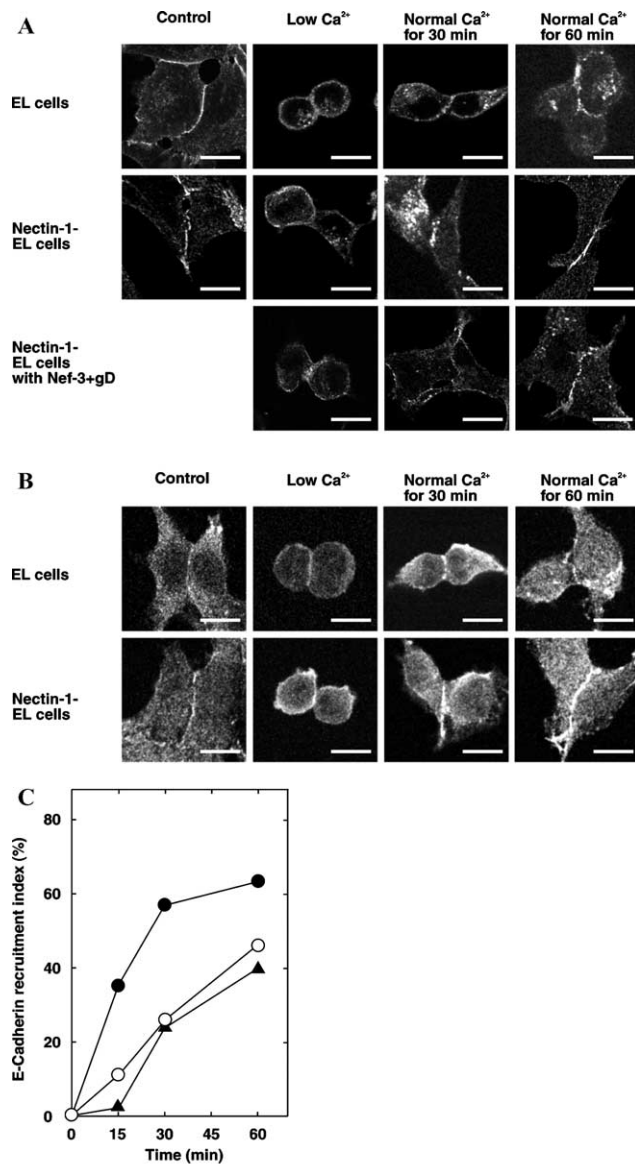 A
Control
Low Ca²⁺
Normal Ca²⁺
for 30 min
Normal Ca²⁺
for 60 min
EL cells
Nectin-1-
EL cells
Nectin-1-
EL cells
with Nef-3+gD
B
Control
Low Ca²⁺
Normal Ca²⁺
for 30 min
Normal Ca²⁺
for 60 min
EL cells
Nectin-1-
EL cells
C
E-Cadherin recruitment index (%)
80
60
40
20
0
0 15 30 45 60
Time (min)